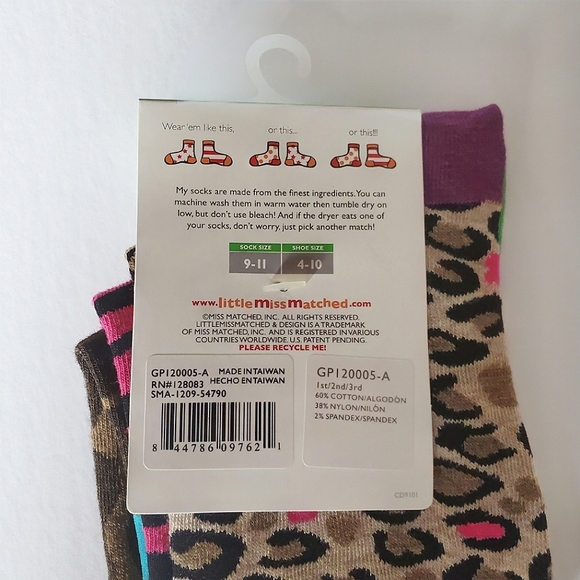 Wear 'em like this, or this... or this!!!
My socks are made from the finest ingredients. You can
machine wash them in warm water then tumble dry on
low, but don't use bleach! And if the dryer eats one of
your socks, don't worry, just pick another match!
SOCK SIZE SHOE SIZE
9-11 4-10
www.littlemissmatched.com
©MISS MATCHED, INC. ALL RIGHTS RESERVED.
LITTLEMISSMATCHED & DESIGN IS A TRADEMARK
OF MISS MATCHED, INC. AND IS REGISTERED IN VARIOUS
COUNTRIES WORLDWIDE. U.S. PATENT PENDING.
PLEASE RECYCLE ME!
GP120005-A MADE IN TAIWAN
RN#128083 HECHO EN TAIWAN
SMA-1209-54790
8 44786 09762 1
GP120005-A
1st/2nd/3rd
60% COTTON/ALGODÓN
38% NYLON/NILÓN
2% SPANDEX/SPANDEX
CD9101